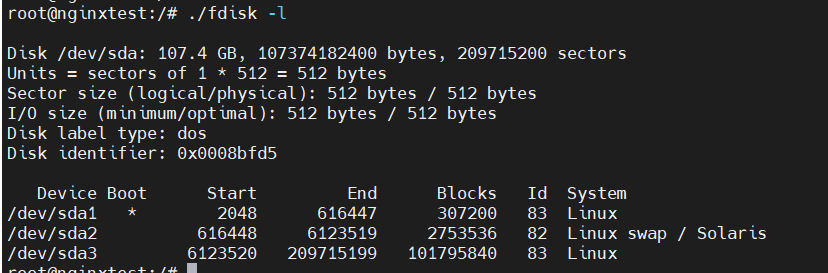 root@nginxtest:/# ./fdisk -l
Disk /dev/sda: 107.4 GB, 107374182400 bytes, 209715200 sectors
Units = sectors of 1 * 512 = 512 bytes
Sector size (logical/physical): 512 bytes / 512 bytes
I/O size (minimum/optimal): 512 bytes / 512 bytes
Disk label type: dos
Disk identifier: 0x0008bfd5
Device Boot Start End Blocks Id System
/dev/sda1 * 2048 616447 307200 83 Linux
/dev/sda2 616448 6123519 2753536 82 Linux swap / Solaris
/dev/sda3 6123520 209715199 101795840 83 Linux
root@nginxtest:/#